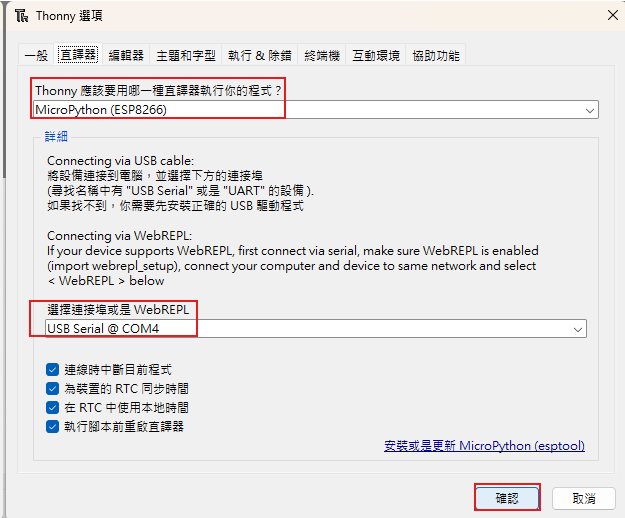 Thonny 選項
一般 直譯器 編輯器 主題和字型 執行 & 除錯 終端機 互動環境 協助功能
Thonny 應該要用哪一種直譯器執行你的程式？
MicroPython (ESP8266)
詳細
Connecting via USB cable:
將設備連接到電腦，並選擇下方的連接埠
(尋找名稱中有 "USB Serial" 或是 "UART" 的設備 ).
如果找不到，你需要先安裝正確的 USB 驅動程式
Connecting via WebREPL:
If your device supports WebREPL, first connect via serial, make sure WebREPL is enabled
(import webrepl_setup), connect your computer and device to same network and select
< WebREPL > below
選擇連接埠或是 WebREPL
USB Serial @ COM4
連線時中斷目前程式
為裝置的 RTC 同步時間
在 RTC 中使用本地時間
執行腳本前重啟直譯器
安裝或是更新 MicroPython (esptool)
確認 取消